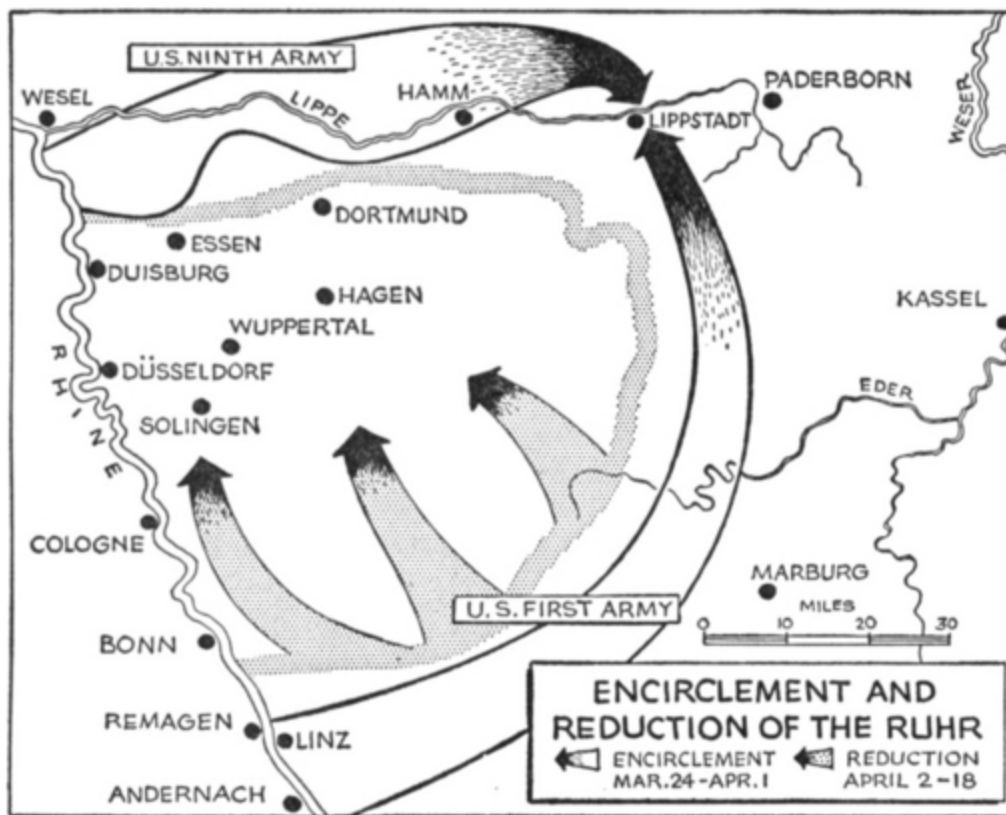 U.S. NINTH ARMY
WESEL
LIPPE
HAMM
PADERBORN
LIPPSTADT
WESER
DORTMUND
ESSEN
DUISBURG
HAGEN
KASSEL
WUPPERTAL
RHINE
DÜSSELDORF
EDER
SOLINGEN
COLOGNE
MARBURG
U.S. FIRST ARMY
MILES
0 10 20 30
BONN
REMAGEN
LINZ
ANDERNACH
ENCIRCLEMENT AND
REDUCTION OF THE RUHR
ENCIRCLEMENT
MAR.24-APR.1
REDUCTION
APRIL 2-18